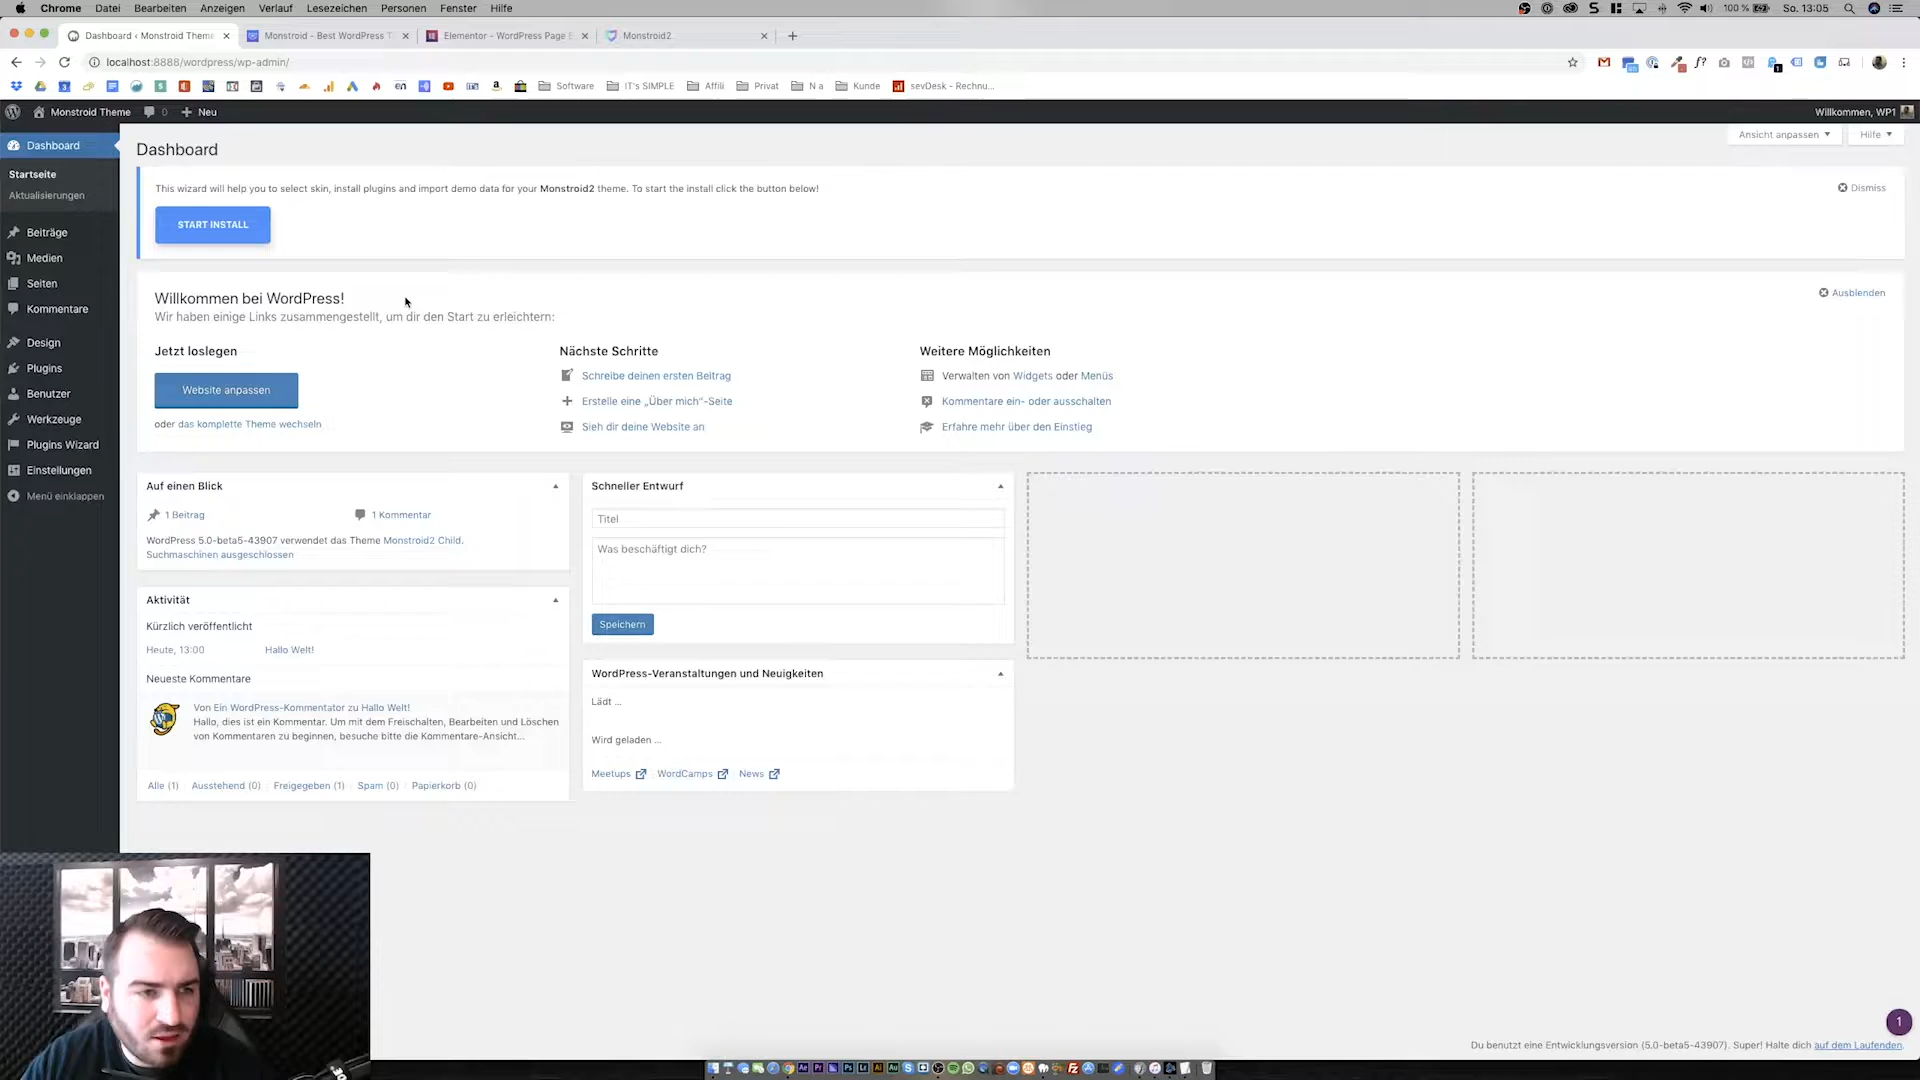 Chrome Datei Bearbeiten Anzeigen Verlauf Lesezeichen Personen Fenster Hilfe
100 % So. 13:05
Dashboard ‹ Monstroid Theme
Monstroid - Best WordPress T
Elementor - WordPress Page
Monstroid2
localhost:8888/wordpress/wp-admin/
Software IT's SIMPLE Affili Privat N a Kunde sevDesk - Rechnu...
Monstroid Theme 0 Neu
Willkommen, WP1
Dashboard
Startseite
Aktualisierungen
Beiträge
Medien
Seiten
Kommentare
Design
Plugins
Benutzer
Werkzeuge
Plugins Wizard
Einstellungen
Menü einklappen
Ansicht anpassen
Hilfe
Dashboard
This wizard will help you to select skin, install plugins and import demo data for your Monstroid2 theme. To start the install click the button below!
Dismiss
START INSTALL
Willkommen bei WordPress!
Wir haben einige Links zusammengestellt, um dir den Start zu erleichtern:
Ausblenden
Jetzt loslegen
Website anpassen
oder das komplette Theme wechseln
Nächste Schritte
Schreibe deinen ersten Beitrag
Erstelle eine „Über mich“-Seite
Sieh dir deine Website an
Weitere Möglichkeiten
Verwalten von Widgets oder Menüs
Kommentare ein- oder ausschalten
Erfahre mehr über den Einstieg
Auf einen Blick
1 Beitrag
1 Kommentar
WordPress 5.0-beta5-43907 verwendet das Theme Monstroid2 Child.
Suchmaschinen ausgeschlossen
Aktivität
Kürzlich veröffentlicht
Heute, 13:00 Hallo Welt!
Neueste Kommentare
Von Ein WordPress-Kommentator zu Hallo Welt!
Hallo, dies ist ein Kommentar. Um mit dem Freischalten, Bearbeiten und Löschen
von Kommentaren zu beginnen, besuche bitte die Kommentare-Ansicht...
Alle (1) Ausstehend (0) Freigegeben (1) Spam (0) Papierkorb (0)
Schneller Entwurf
Titel
Was beschäftigt dich?
Speichern
WordPress-Veranstaltungen und Neuigkeiten
Lädt ...
Wird geladen ...
Meetups WordCamps News
1
Du benutzt eine Entwicklungsversion (5.0-beta5-43907). Super! Halte dich auf dem Laufenden.